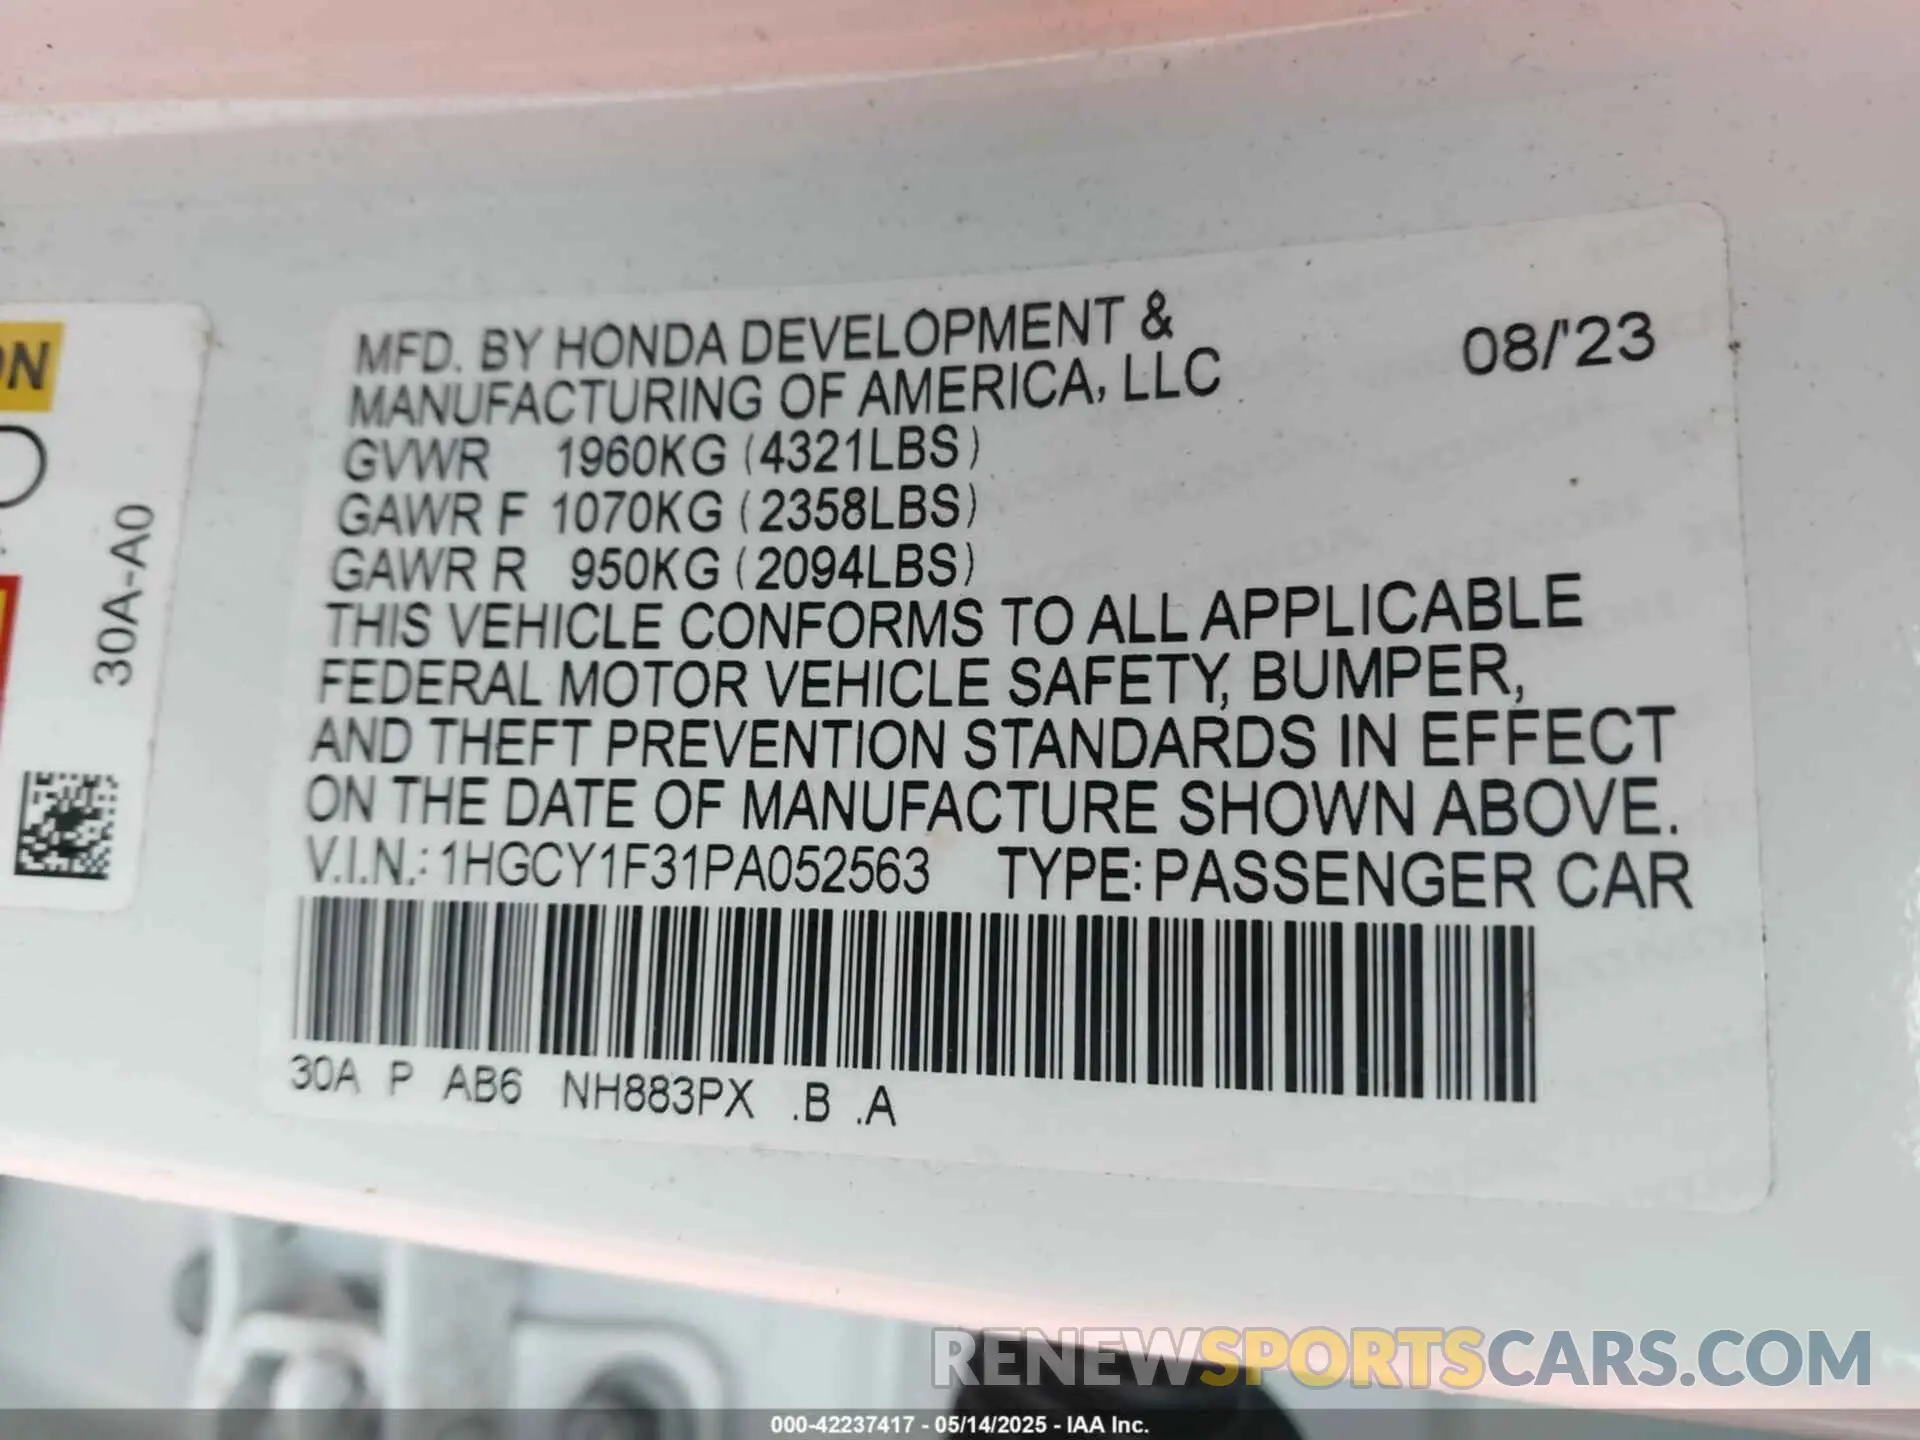 MFD. BY HONDA DEVELOPMENT &
MANUFACTURING OF AMERICA, LLC
08/'23
GVWR 1960KG (4321LBS)
GAWR F 1070KG (2358LBS)
GAWR R 950KG (2094LBS)
THIS VEHICLE CONFORMS TO ALL APPLICABLE
FEDERAL MOTOR VEHICLE SAFETY, BUMPER,
AND THEFT PREVENTION STANDARDS IN EFFECT
ON THE DATE OF MANUFACTURE SHOWN ABOVE.
V.I.N.: 1HGCY1F31PA052563 TYPE: PASSENGER CAR
30A P AB6 NH883PX .B .A
30A-A0
RENEWSPORTSCARS.COM
000-42237417 - 05/14/2025 - IAA Inc.